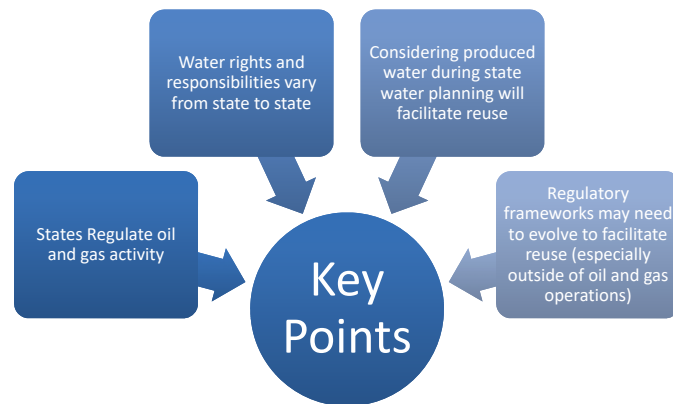 Water rights and
responsibilities vary
from state to state
Considering produced
water during state
water planning will
facilitate reuse
States Regulate oil
and gas activity
Regulatory
frameworks may need
to evolve to facilitate
reuse (especially
outside of oil and gas
operations)
Key
Points